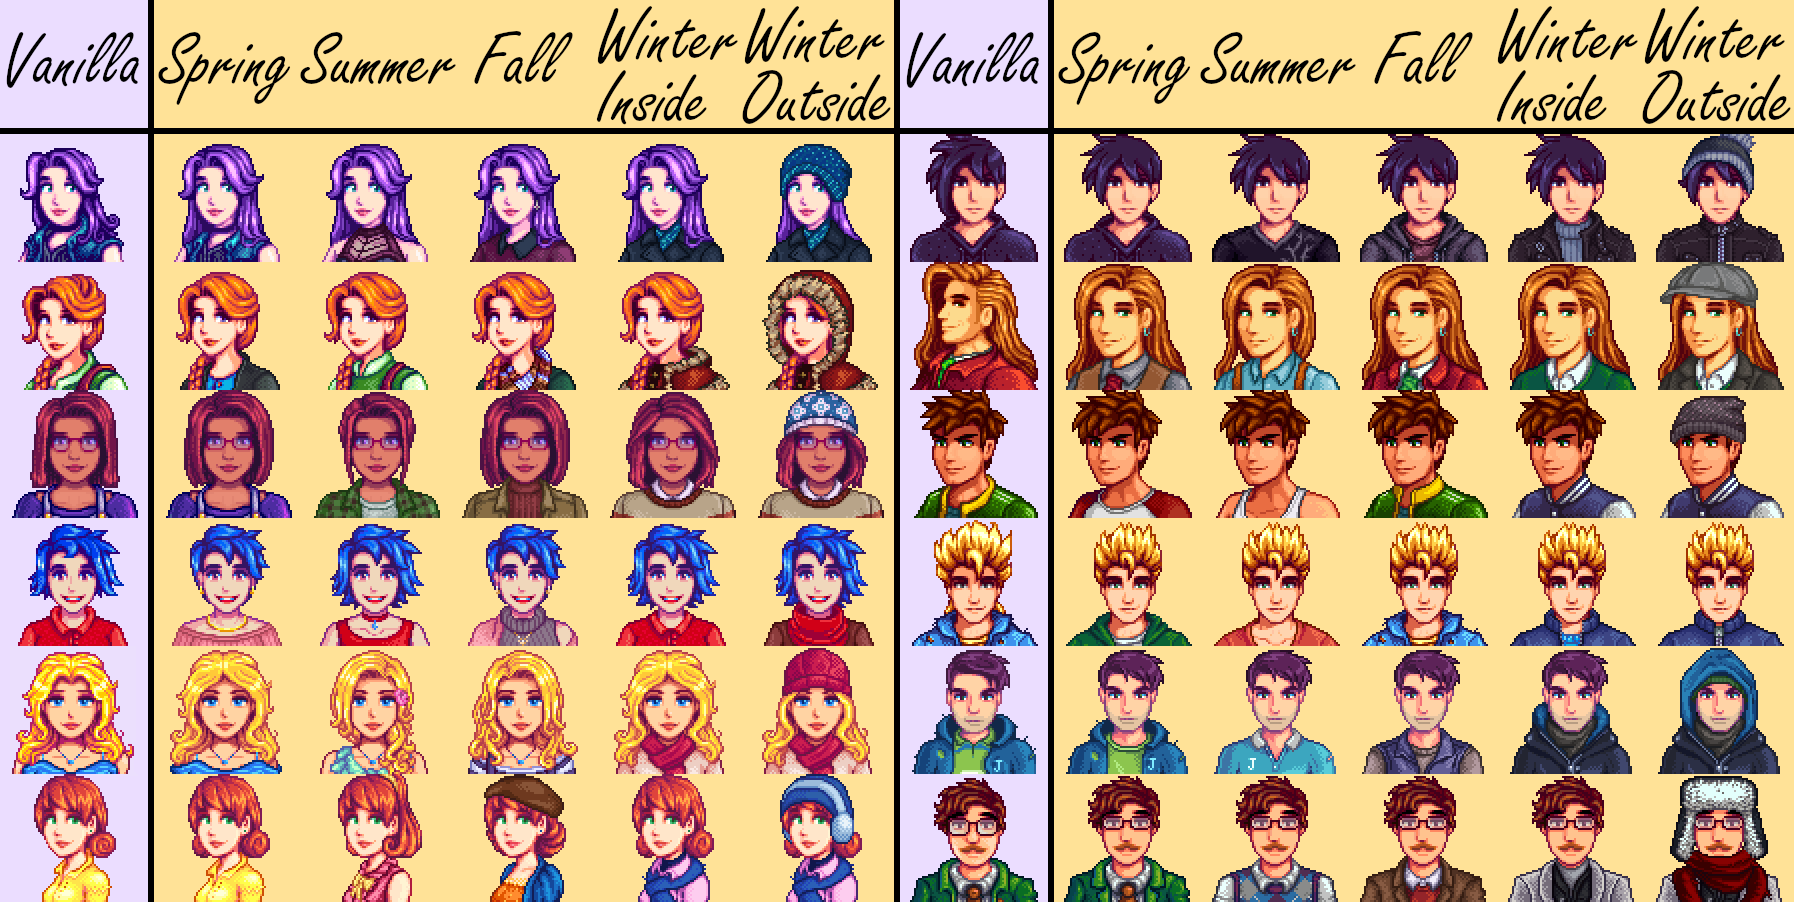 Vanilla Spring Summer Fall Winter Inside Winter Outside Vanilla Spring Summer Fall Winter Inside Winter Outside
J
J J J